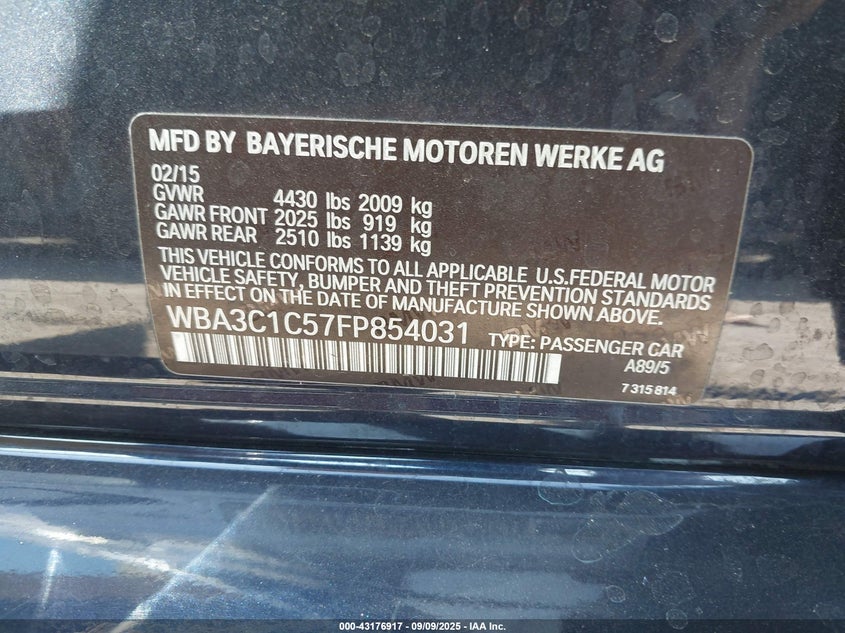 MFD BY BAYERISCHE MOTOREN WERKE AG
02/15
GVWR 4430 lbs 2009 kg
GAWR FRONT 2025 lbs 919 kg
GAWR REAR 2510 lbs 1139 kg
THIS VEHICLE CONFORMS TO ALL APPLICABLE U.S.FEDERAL MOTOR
VEHICLE SAFETY, BUMPER AND THEFT PREVENTION STANDARDS
IN EFFECT ON THE DATE OF MANUFACTURE SHOWN ABOVE.
WBA3C1C57FP854031 TYPE: PASSENGER CAR
A89/5
7 315 814
000-43176917 - 09/09/2025 - IAA Inc.